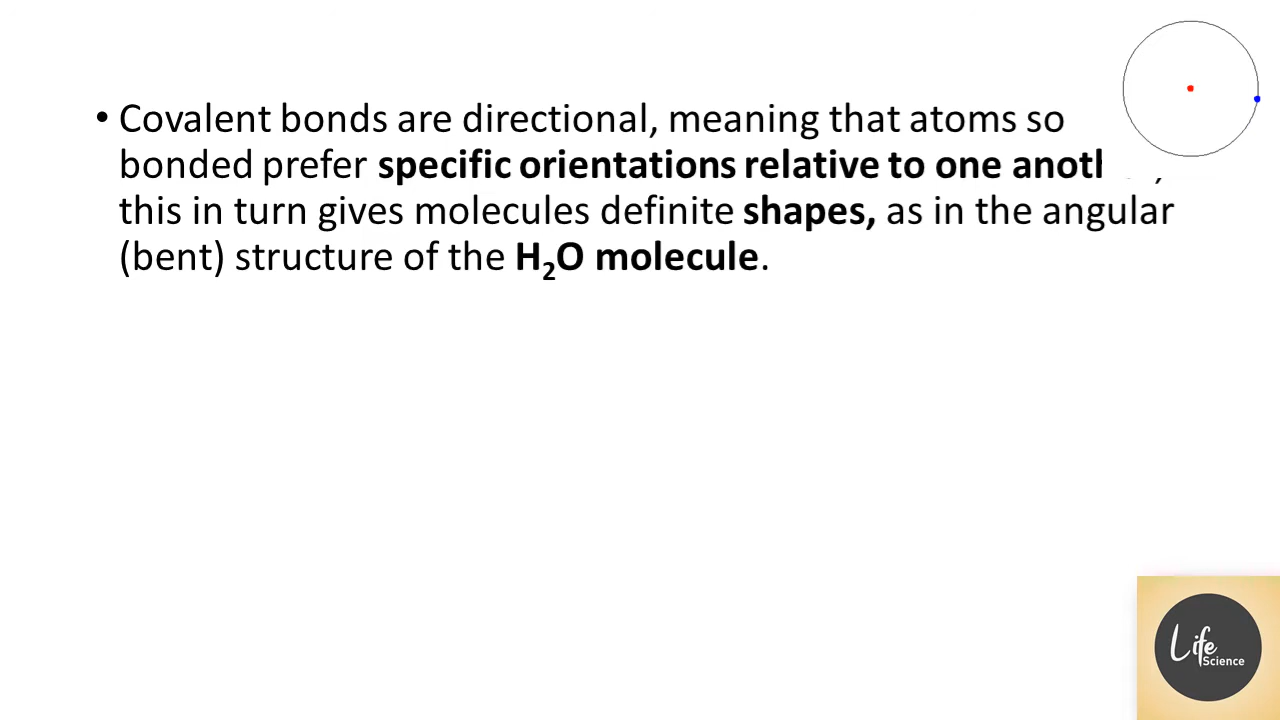 • Covalent bonds are directional, meaning that atoms so
bonded prefer specific orientations relative to one
this in turn gives molecules definite shapes, as in the angular
(bent) structure of the H₂O molecule.
Life
Science